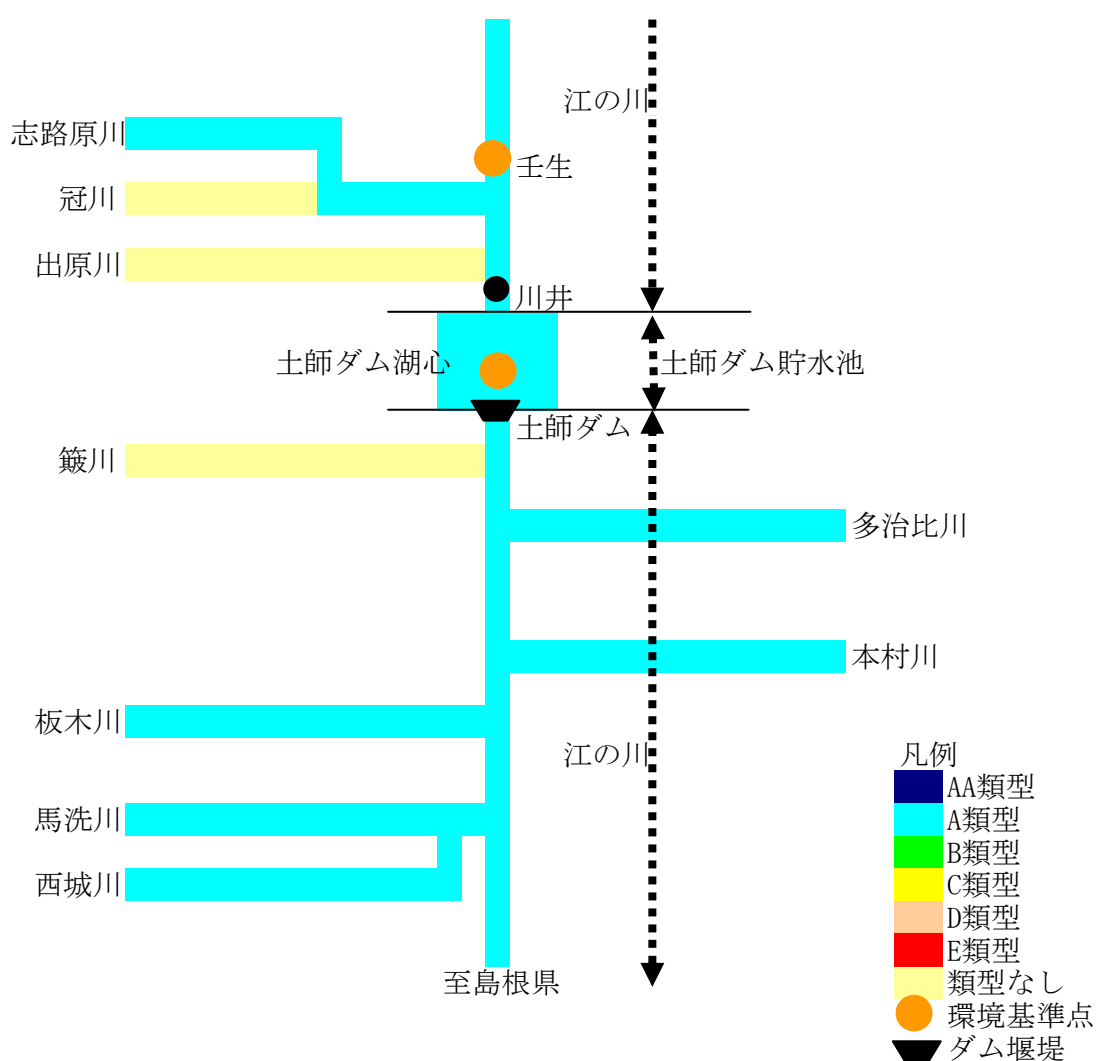 江の川
志路原川
壬生
冠川
出原川
川井
土師ダム湖心
土師ダム貯水池
土師ダム
簸川
多治比川
本村川
板木川
江の川
馬洗川
西城川
至島根県
凡例
AA類型
A類型
B類型
C類型
D類型
E類型
類型なし
環境基準点
ダム堰堤